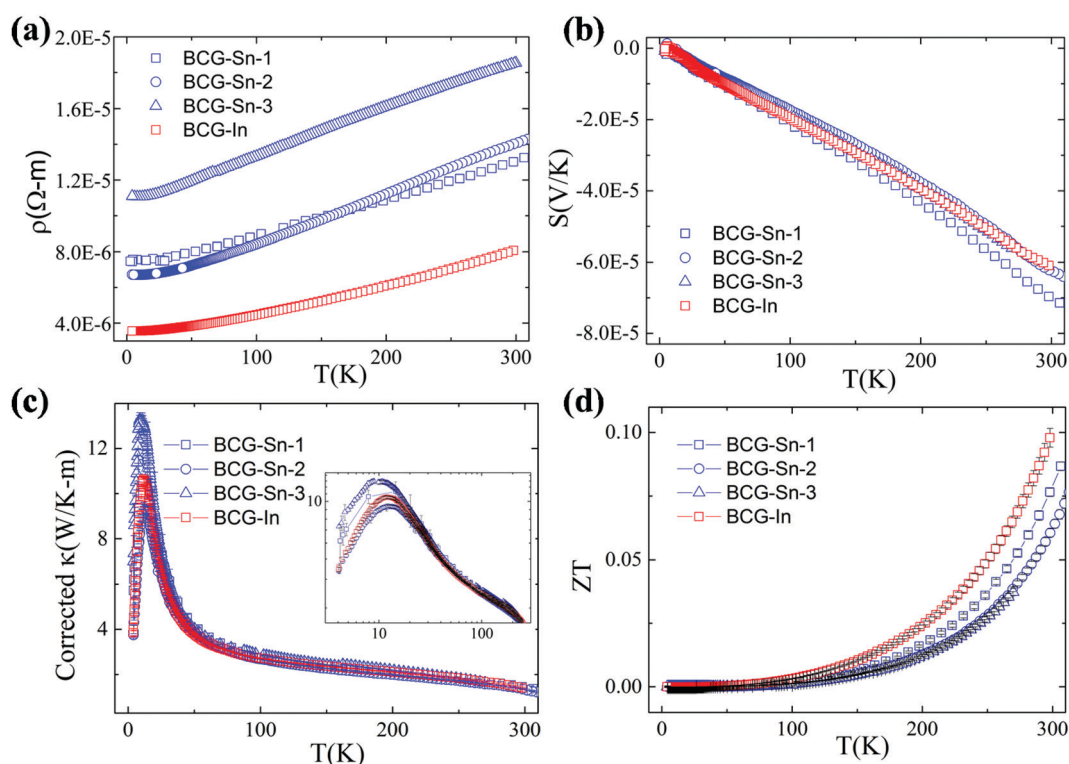 (a)
2.0E-5
1.6E-5
1.2E-5
8.0E-6
4.0E-6
ρ(Ω-m)
BCG-Sn-1
BCG-Sn-2
BCG-Sn-3
BCG-In
0
100
200
300
T(K)
(b)
0.0
-2.0E-5
-4.0E-5
-6.0E-5
-8.0E-5
S(V/K)
BCG-Sn-1
BCG-Sn-2
BCG-Sn-3
BCG-In
0
100
200
300
T(K)
(c)
12
8
4
Corrected κ(W/K-m)
BCG-Sn-1
BCG-Sn-2
BCG-Sn-3
BCG-In
10
10
100
0
100
200
300
T(K)
(d)
0.10
0.05
0.00
ZT
BCG-Sn-1
BCG-Sn-2
BCG-Sn-3
BCG-In
0
100
200
300
T(K)